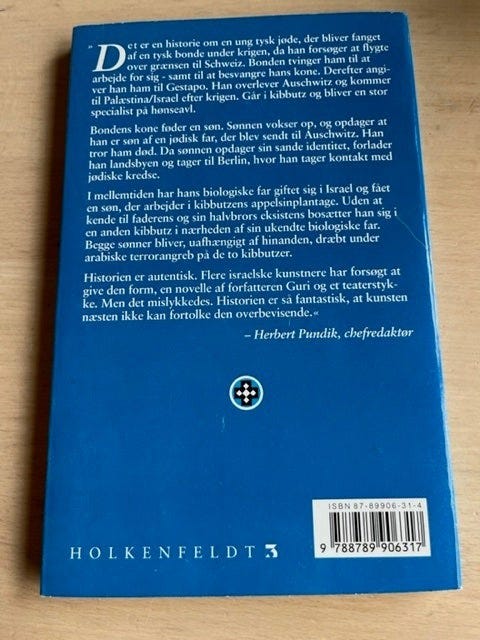 » Det er en historie om en ung tysk jøde, der bliver fanget
af en tysk bonde under krigen, da han forsøger at flygte
over grænsen til Schweiz. Bonden tvinger ham til at
arbejde for sig - samt til at besvangre hans kone. Derefter angi-
ver han ham til Gestapo. Han overlever Auschwitz og kommer
til Palæstina/Israel efter krigen. Går i kibbutz og bliver en stor
specialist på hønseavl.
Bondens kone føder en søn. Sønnen vokser op, og opdager at
han er søn af en jødisk far, der blev sendt til Auschwitz. Han
tror ham død. Da sønnen opdager sin sande identitet, forlader
han landsbyen og tager til Berlin, hvor han tager kontakt med
jødiske kredse.
I mellemtiden har hans biologiske far giftet sig i Israel og fået
en søn, der arbejder i kibbutzens appelsinplantage. Uden at
kende til faderens og sin halvbrors eksistens bosætter han sig i
en anden kibbutz i nærheden af sin ukendte biologiske far.
Begge sønner bliver, uafhængigt af hinanden, dræbt under
arabiske terrorangreb på de to kibbutzer.
Historien er autentisk. Flere israelske kunstnere har forsøgt at
give den form, en novelle af forfatteren Guri og et teaterstyk-
ke. Men det mislykkedes. Historien er så fantastisk, at kunsten
næsten ikke kan fortolke den overbevisende.«
– Herbert Pundik, chefredaktør
ISBN 87-89906-31-4
9 788789 906317
HOLKENFELDT 3